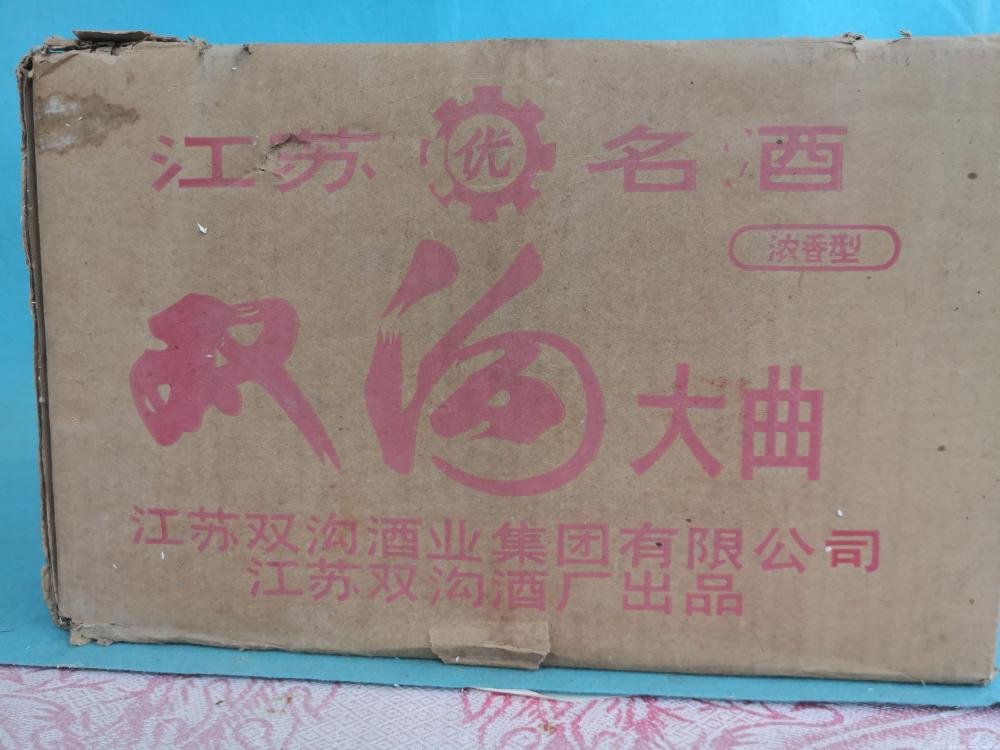 江苏 优 名酒
浓香型
双沟大曲
江苏双沟酒业集团有限公司
江苏双沟酒厂出品